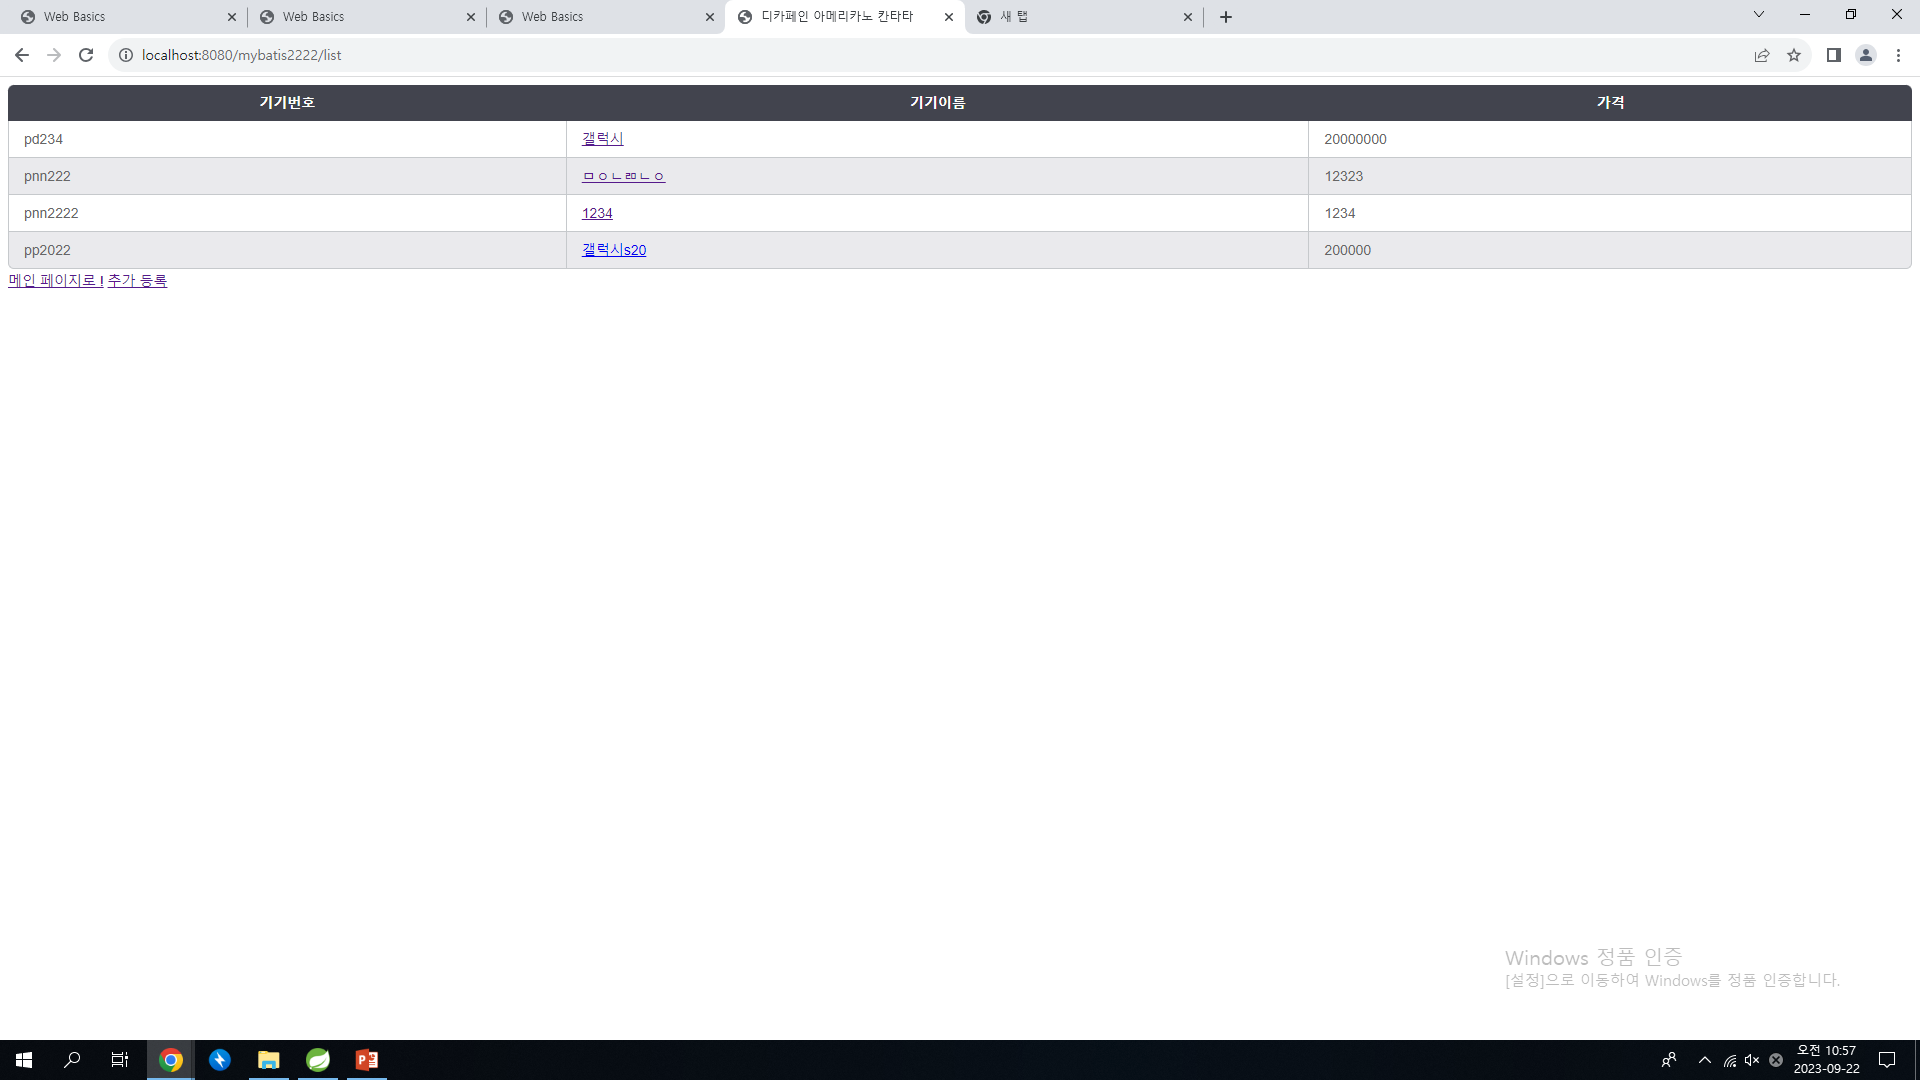 Web Basics
Web Basics
Web Basics
디카페인 아메리카노 칸타타
새 탭
localhost:8080/mybatis2222/list
기기번호 기기이름 가격
pd234 갤럭시 20000000
pnn222 ㅁㅇㄴㄻㄴㅇ 12323
pnn2222 1234 1234
pp2022 갤럭시s20 200000
메인 페이지로 ! 추가 등록
Windows 정품 인증
[설정]으로 이동하여 Windows를 정품 인증합니다.
오전 10:57
2023-09-22